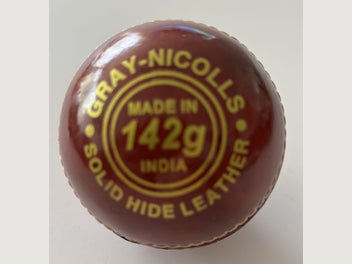 • GRAY-NICOLLS •
MADE IN
142g
INDIA
SOLID HIDE LEATHER